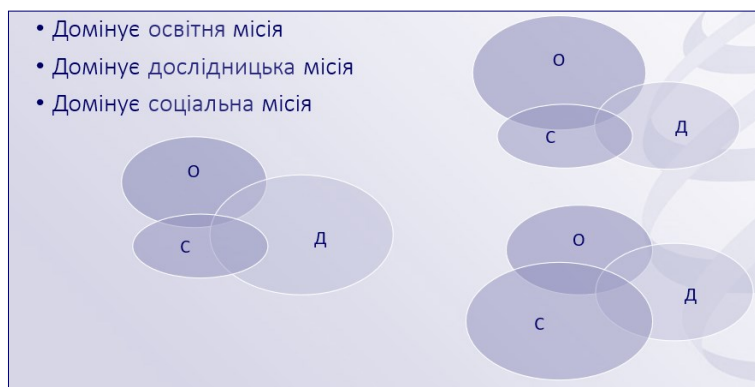 • Домінує освітня місія
• Домінує дослідницька місія
• Домінує соціальна місія
О
С
Д
О
С
Д
О
С
Д